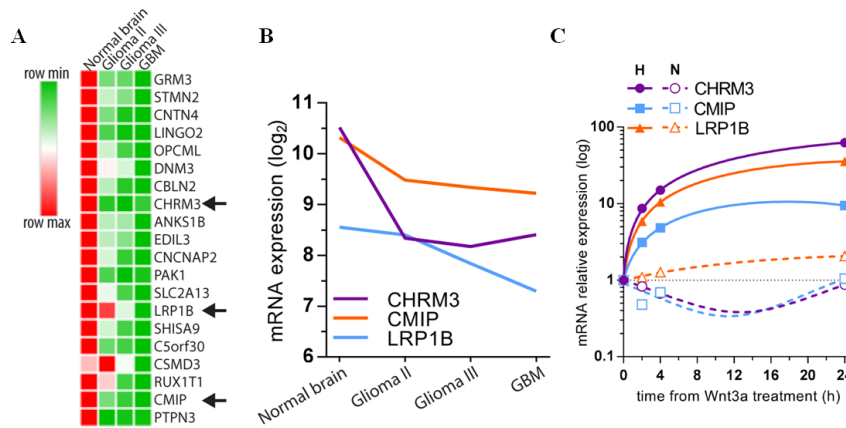 A
Normal brain
Glioma II
Glioma III
GBM
row min
row max
GRM3
STMN2
CNTN4
LINGO2
OPCML
DNM3
CBLN2
CHRM3
ANKS1B
EDIL3
CNCNAP2
PAK1
SLC2A13
LRP1B
SHISA9
C5orf30
CSMD3
RUX1T1
CMIP
PTPN3
B
mRNA expression (log2)
11
10
9
8
7
6
CHRM3
CMIP
LRP1B
Normal brain
Glioma II
Glioma III
GBM
C
H N
CHRM3
CMIP
LRP1B
mRNA relative expression (log)
100
10
1
0.1
0 4 8 12 16 20 24
time from Wnt3a treatment (h)